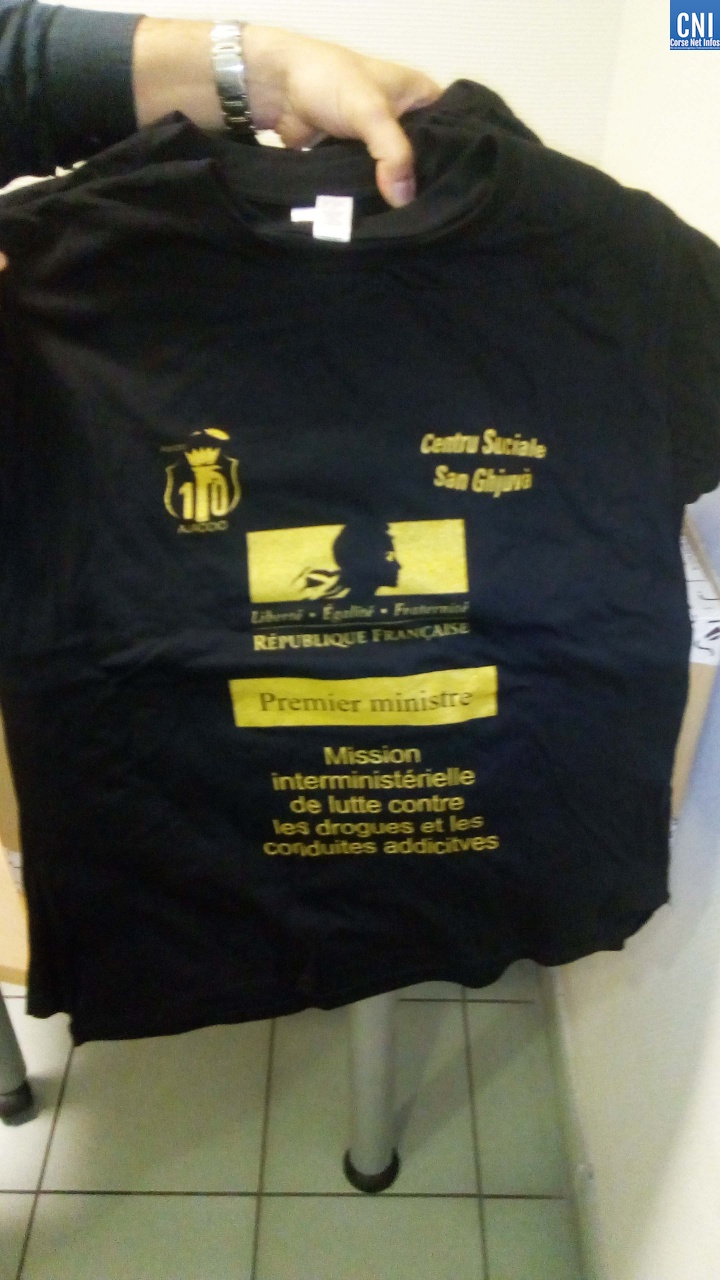 CNI
Corse Net Infos
Centru Suciale
San Ghjuvà
10
Liberté • Égalité • Fraternité
RÉPUBLIQUE FRANÇAISE
Premier ministre
Mission
interministérielle
de lutte contre
les drogues et les
conduites addicitves